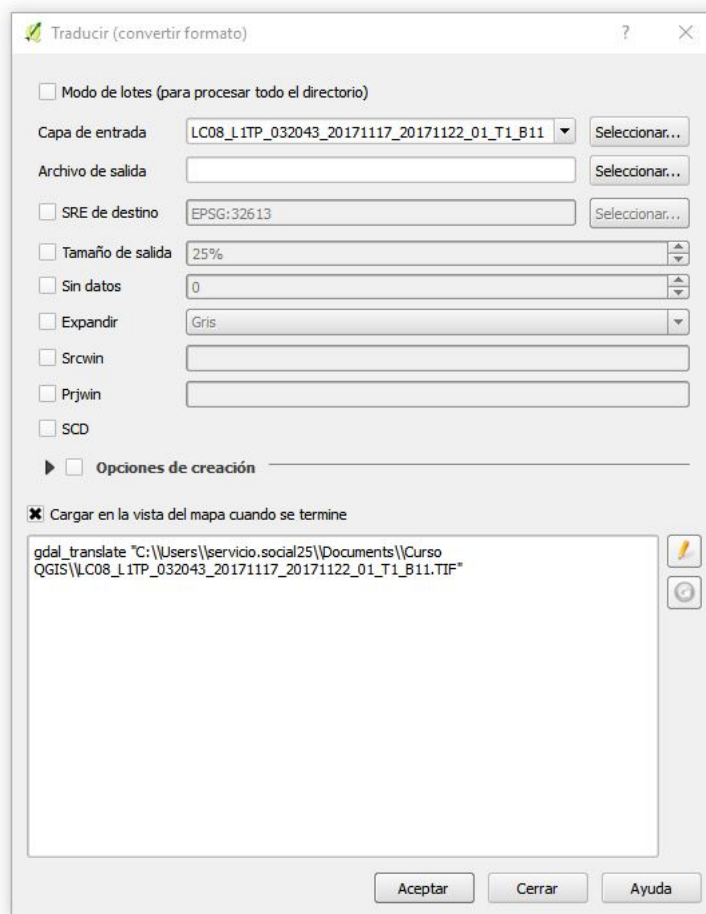 Traducir (convertir formato)
Modo de lotes (para procesar todo el directorio)
Capa de entrada LC08_L1TP_032043_20171117_20171122_01_T1_B11 Seleccionar...
Archivo de salida Seleccionar...
SRE de destino EPSG:32613 Seleccionar...
Tamaño de salida 25%
Sin datos 0
Expandir Gris
Srcwin
Prjwin
SCD
Opciones de creación
Cargar en la vista del mapa cuando se termine
gdal_translate "C:\\Users\\servicio.social25\\Documents\\Curso
QGIS\\LC08_L1TP_032043_20171117_20171122_01_T1_B11.TIF"
Aceptar Cerrar Ayuda